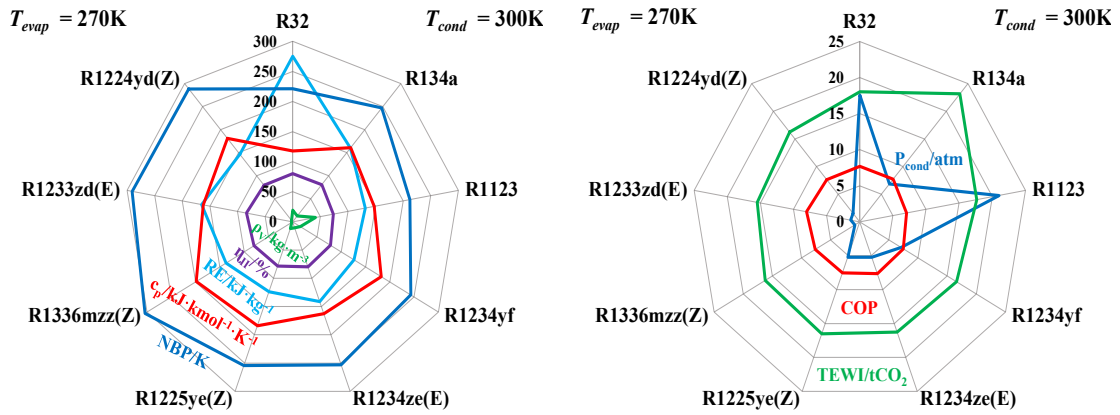 T_evap = 270K
R32
T_cond = 300K
300
250
200
150
100
50
0
R134a
R1123
R1234yf
R1234ze(E)
R1225ye(Z)
R1336mzz(Z)
R1233zd(E)
R1224yd(Z)
ρ_V/kg·m⁻³
η_II/%
RE/kJ·kg⁻¹
c_p/kJ·kmol⁻¹·K⁻¹
NBP/K
T_evap = 270K
R32
T_cond = 300K
25
20
15
10
5
0
R134a
R1123
R1234yf
R1234ze(E)
R1225ye(Z)
R1336mzz(Z)
R1233zd(E)
R1224yd(Z)
P_cond/atm
COP
TEWI/tCO₂